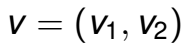 v = (v₁, v₂)